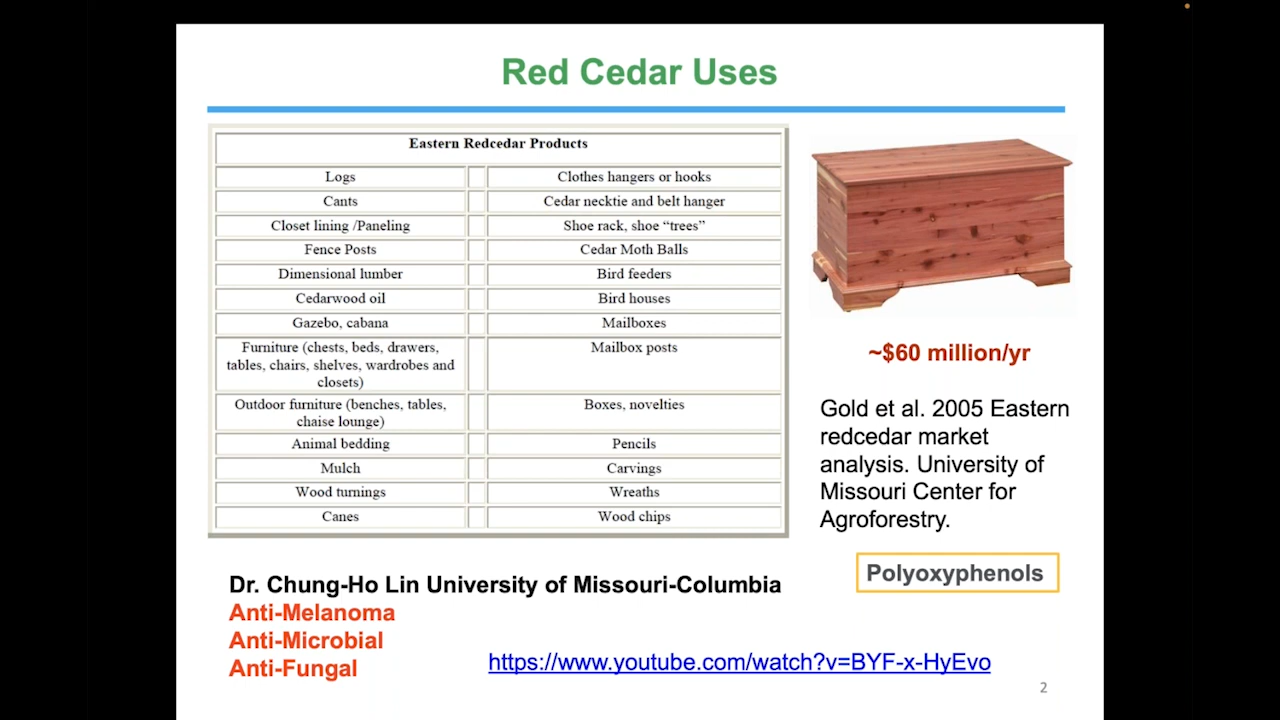 Red Cedar Uses
Eastern Redcedar Products
Logs
Clothes hangers or hooks
Cants
Cedar necktie and belt hanger
Closet lining /Paneling
Shoe rack, shoe “trees”
Fence Posts
Cedar Moth Balls
Dimensional lumber
Bird feeders
Cedarwood oil
Bird houses
Gazebo, cabana
Mailboxes
Furniture (chests, beds, drawers,
tables, chairs, shelves, wardrobes and
closets)
Mailbox posts
Outdoor furniture (benches, tables,
chaise lounge)
Boxes, novelties
Animal bedding
Pencils
Mulch
Carvings
Wood turnings
Wreaths
Canes
Wood chips
~$60 million/yr
Gold et al. 2005 Eastern
redcedar market
analysis. University of
Missouri Center for
Agroforestry.
Polyoxyphenols
Dr. Chung-Ho Lin University of Missouri-Columbia
Anti-Melanoma
Anti-Microbial
Anti-Fungal
https://www.youtube.com/watch?v=BYF-x-HyEvo
2